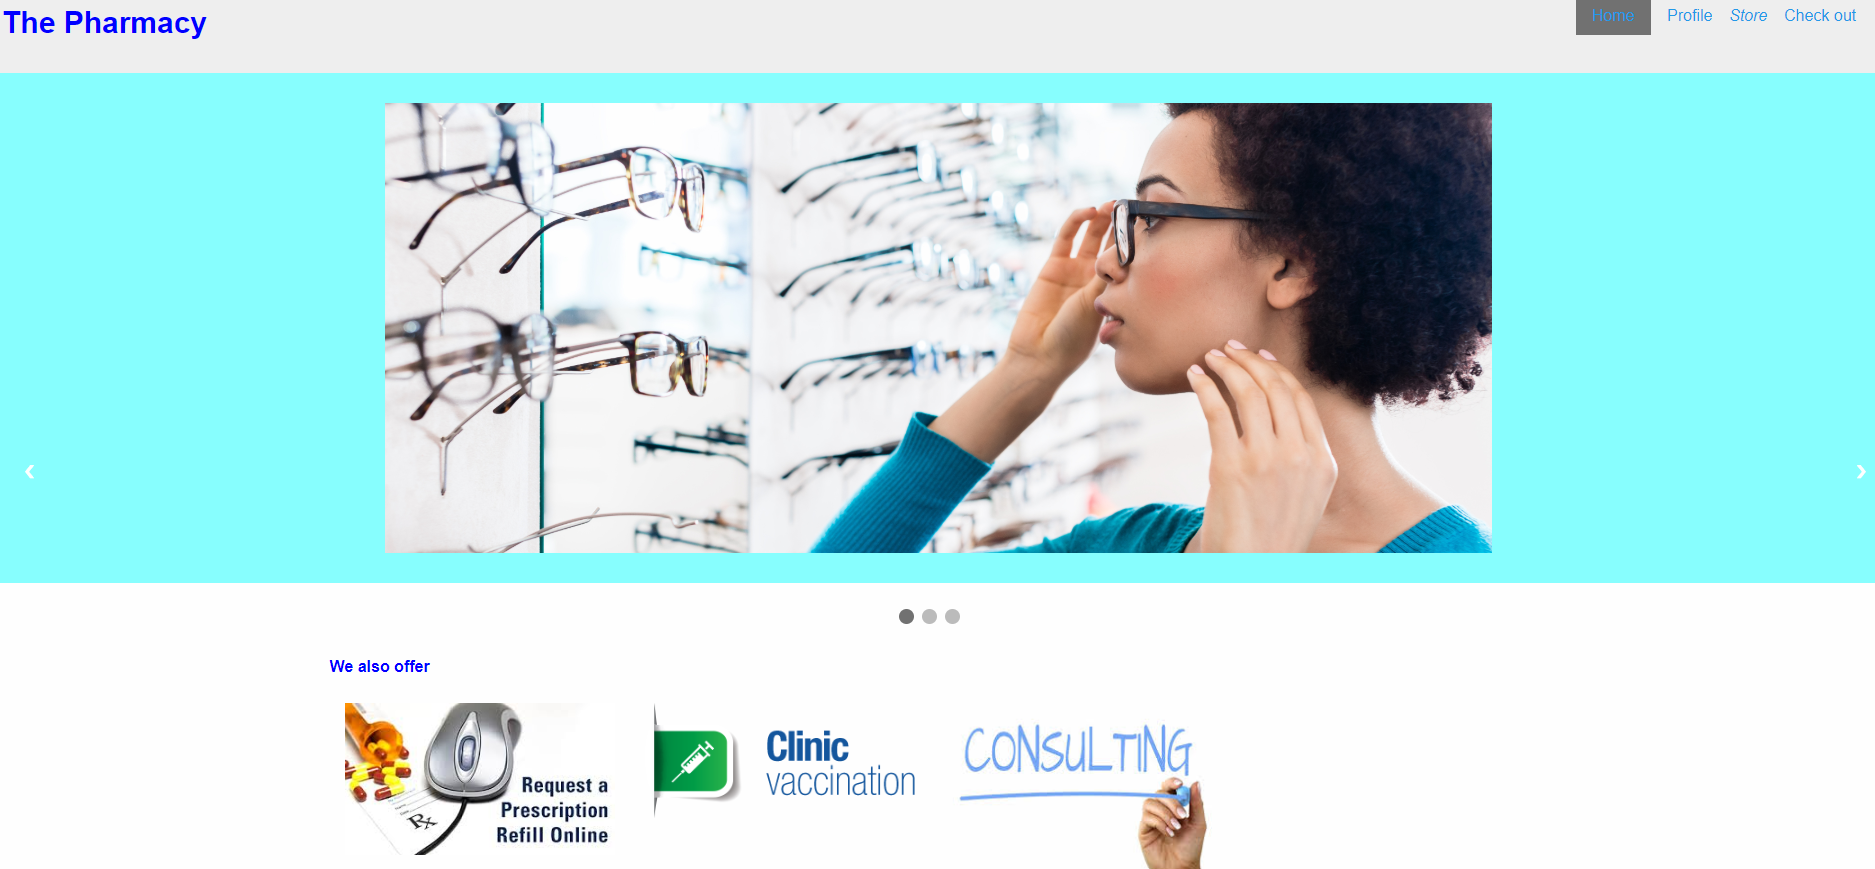 The Pharmacy
Home Profile Store Check out
‹ ›
We also offer
Request a
Prescription
Refill Online
Rx
Clinic
vaccination
CONSULTING